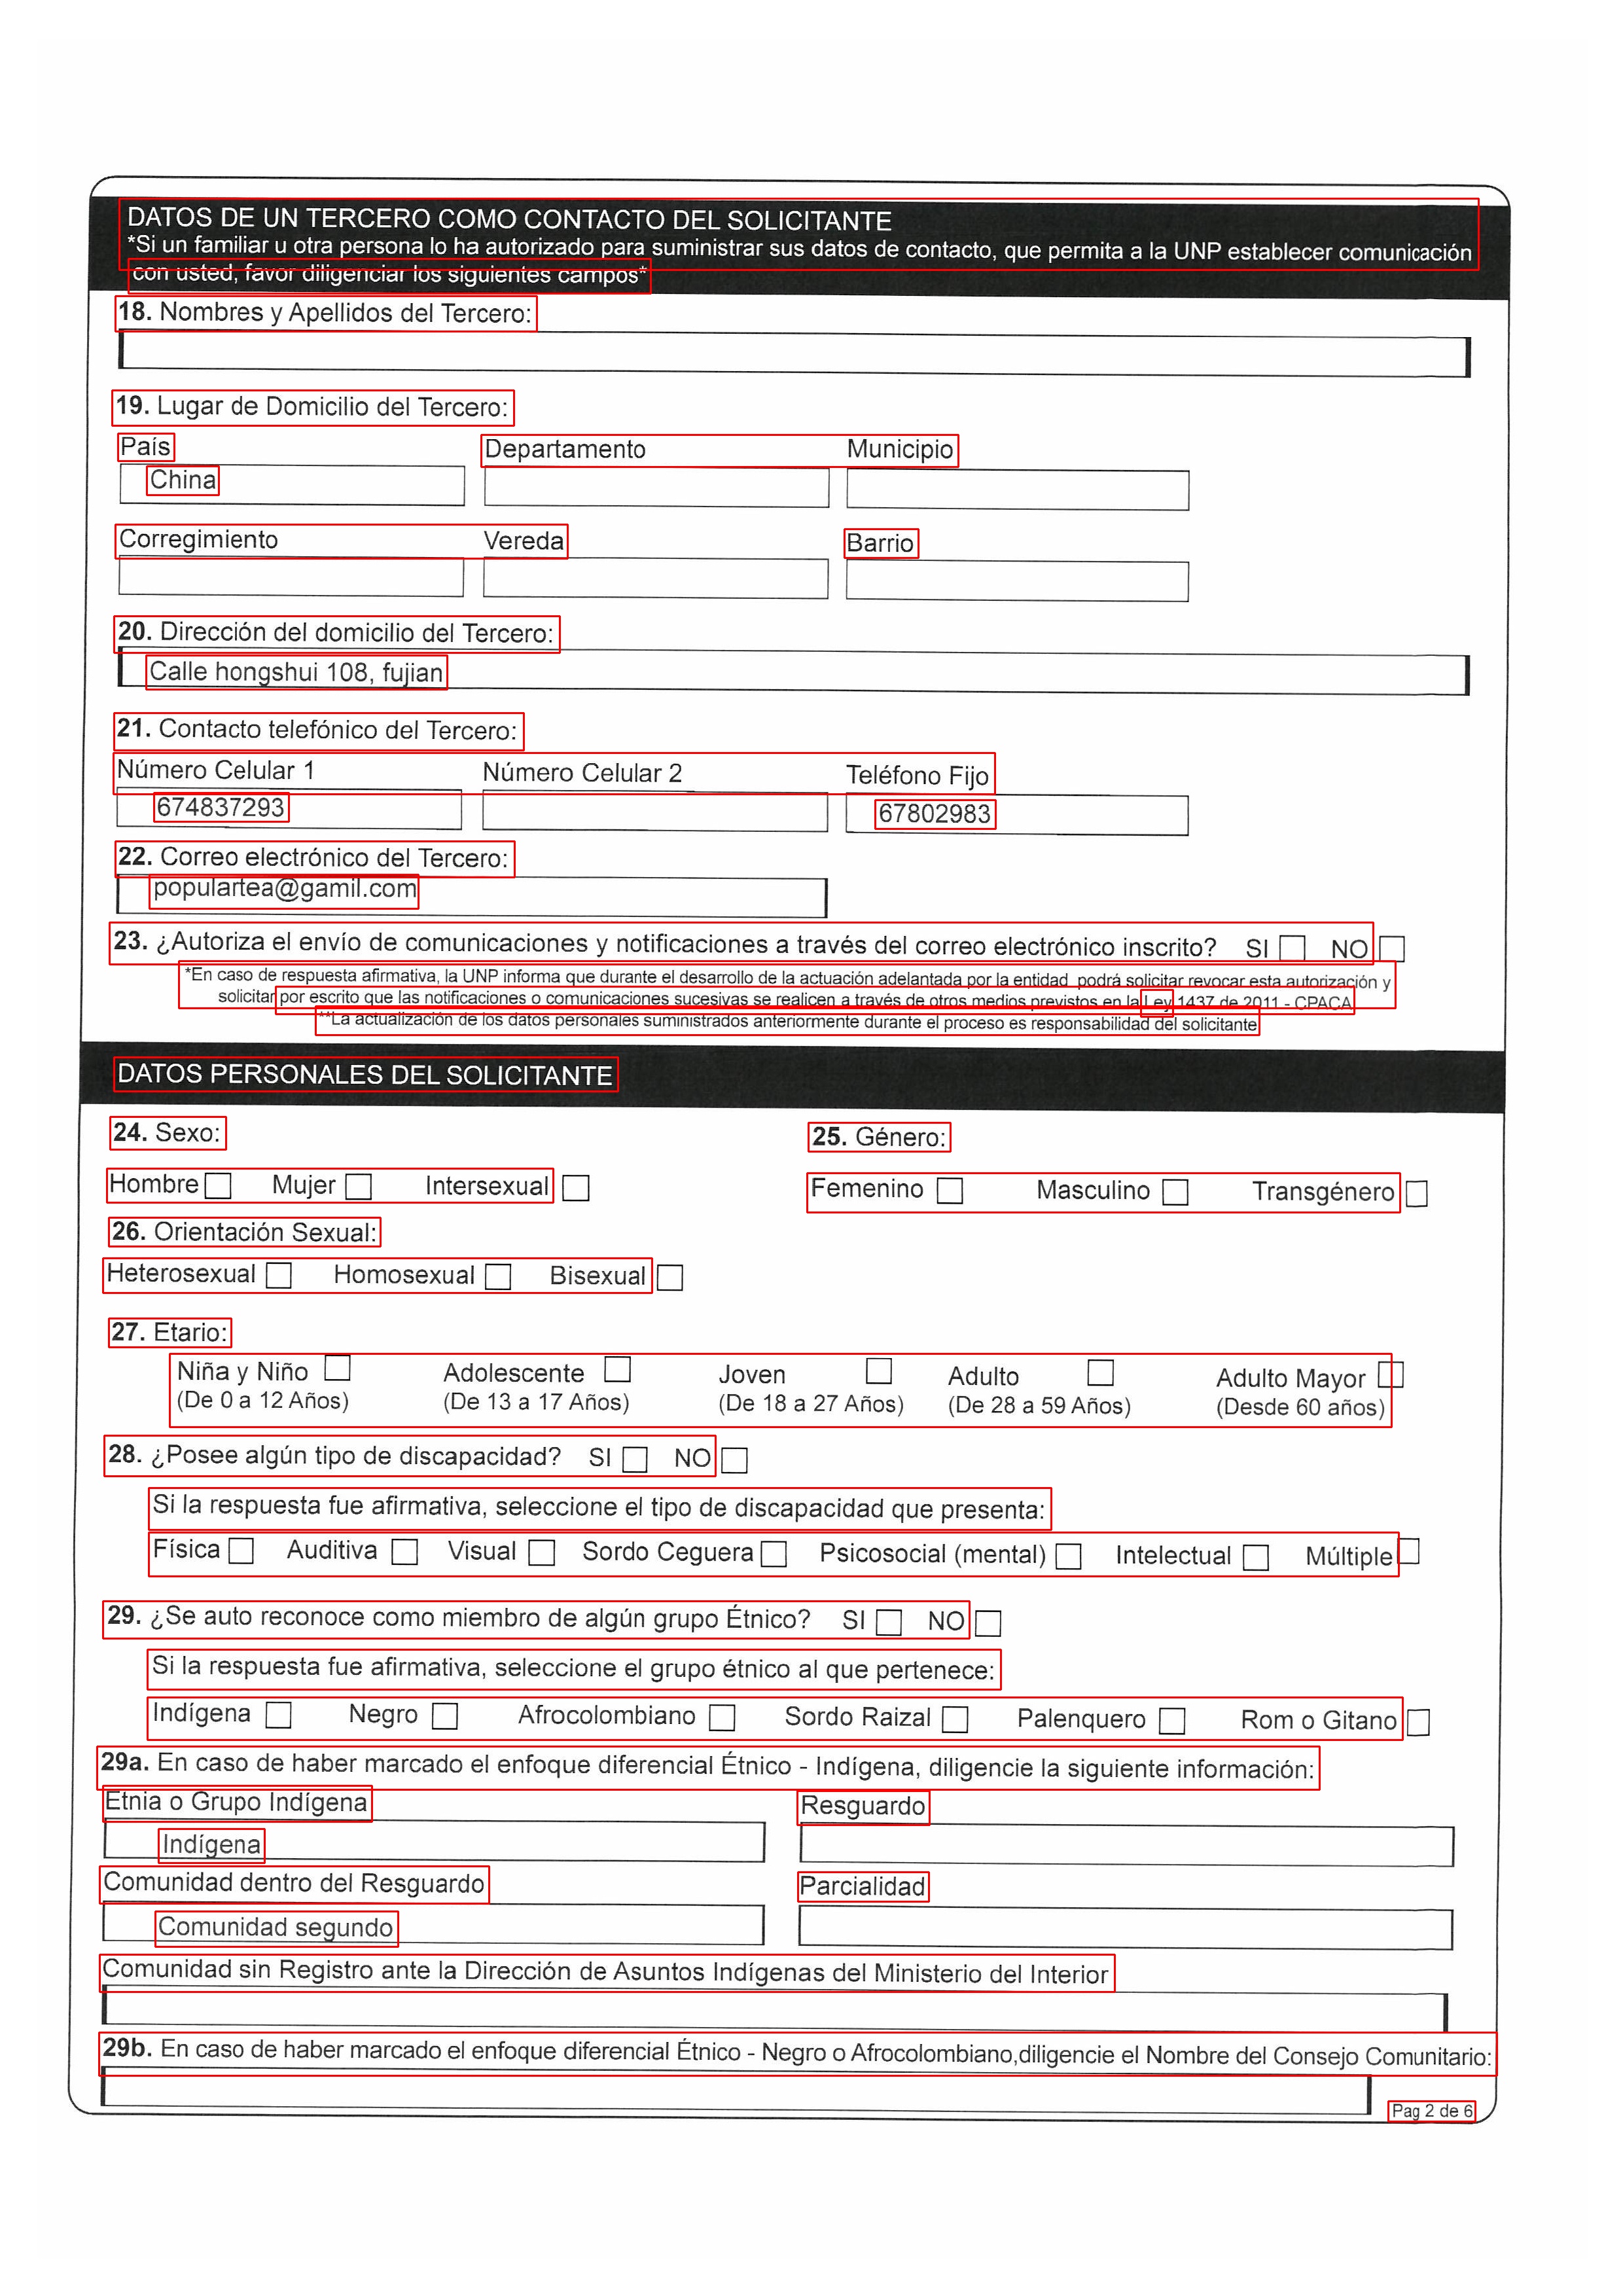 DATOS DE UN TERCERO COMO CONTACTO DEL SOLICITANTE
*Si un familiar u otra persona lo ha autorizado para suministrar sus datos de contacto, que permita a la UNP establecer comunicación
con usted, favor diligenciar los siguientes campos*
18. Nombres y Apellidos del Tercero:
19. Lugar de Domicilio del Tercero:
País Departamento Municipio
China
Corregimiento Vereda Barrio
20. Dirección del domicilio del Tercero:
Calle hongshui 108, fujian
21. Contacto telefónico del Tercero:
Número Celular 1 Número Celular 2 Teléfono Fijo
674837293 67802983
22. Correo electrónico del Tercero:
populartea@gamil.com
23. ¿Autoriza el envío de comunicaciones y notificaciones a través del correo electrónico inscrito? SI NO
*En caso de respuesta afirmativa, la UNP informa que durante el desarrollo de la actuación adelantada por la entidad podrá solicitar revocar esta autorización y
solicitar por escrito que las notificaciones o comunicaciones sucesivas se realicen a través de otros medios previstos en la Ley 1437 de 2011 - CPACA
**La actualización de los datos personales suministrados anteriormente durante el proceso es responsabilidad del solicitante
DATOS PERSONALES DEL SOLICITANTE
24. Sexo: 25. Género:
Hombre Mujer Intersexual Femenino Masculino Transgénero
26. Orientación Sexual:
Heterosexual Homosexual Bisexual
27. Etario:
Niña y Niño Adolescente Joven Adulto Adulto Mayor
(De 0 a 12 Años) (De 13 a 17 Años) (De 18 a 27 Años) (De 28 a 59 Años) (Desde 60 años)
28. ¿Posee algún tipo de discapacidad? SI NO
Si la respuesta fue afirmativa, seleccione el tipo de discapacidad que presenta:
Física Auditiva Visual Sordo Ceguera Psicosocial (mental) Intelectual Múltiple
29. ¿Se auto reconoce como miembro de algún grupo Étnico? SI NO
Si la respuesta fue afirmativa, seleccione el grupo étnico al que pertenece:
Indígena Negro Afrocolombiano Sordo Raizal Palenquero Rom o Gitano
29a. En caso de haber marcado el enfoque diferencial Étnico - Indígena, diligencie la siguiente información:
Etnia o Grupo Indígena Resguardo
Indígena
Comunidad dentro del Resguardo Parcialidad
Comunidad segundo
Comunidad sin Registro ante la Dirección de Asuntos Indígenas del Ministerio del Interior
29b. En caso de haber marcado el enfoque diferencial Étnico - Negro o Afrocolombiano,diligencie el Nombre del Consejo Comunitario:
Pag 2 de 6